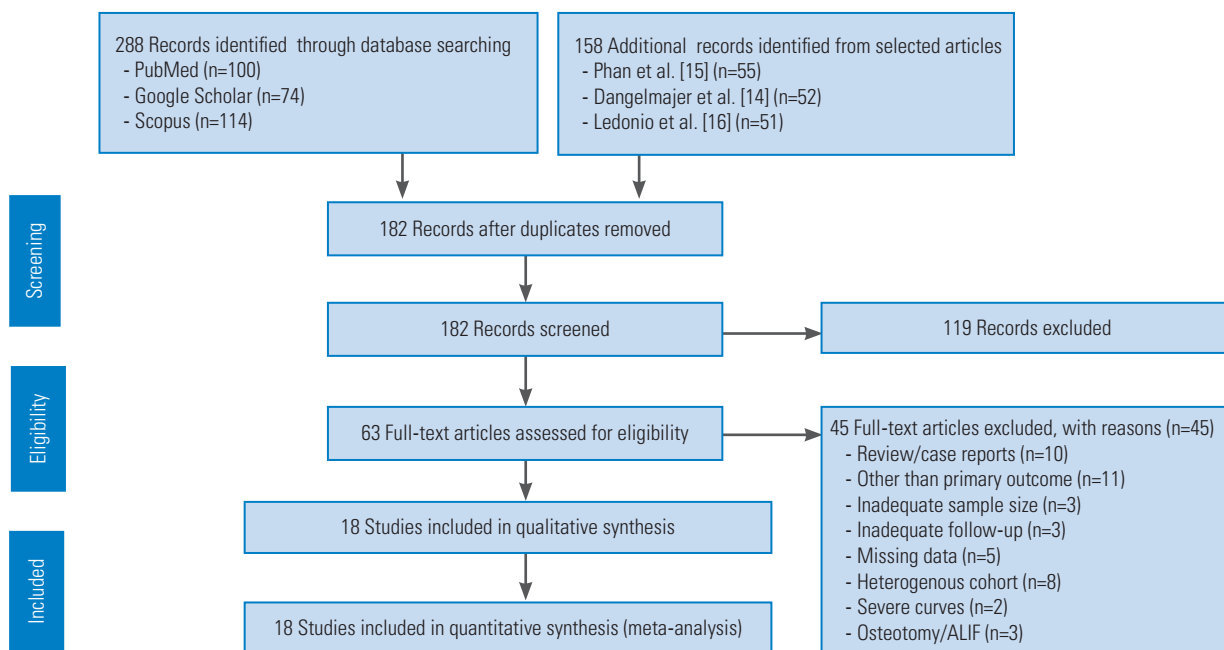 288 Records identified through database searching
- PubMed (n=100)
- Google Scholar (n=74)
- Scopus (n=114)
158 Additional records identified from selected articles
- Phan et al. [15] (n=55)
- Dangelmajer et al. [14] (n=52)
- Ledonio et al. [16] (n=51)
Screening
182 Records after duplicates removed
182 Records screened
119 Records excluded
Eligibility
63 Full-text articles assessed for eligibility
45 Full-text articles excluded, with reasons (n=45)
- Review/case reports (n=10)
- Other than primary outcome (n=11)
- Inadequate sample size (n=3)
- Inadequate follow-up (n=3)
- Missing data (n=5)
- Heterogenous cohort (n=8)
- Severe curves (n=2)
- Osteotomy/ALIF (n=3)
Included
18 Studies included in qualitative synthesis
18 Studies included in quantitative synthesis (meta-analysis)